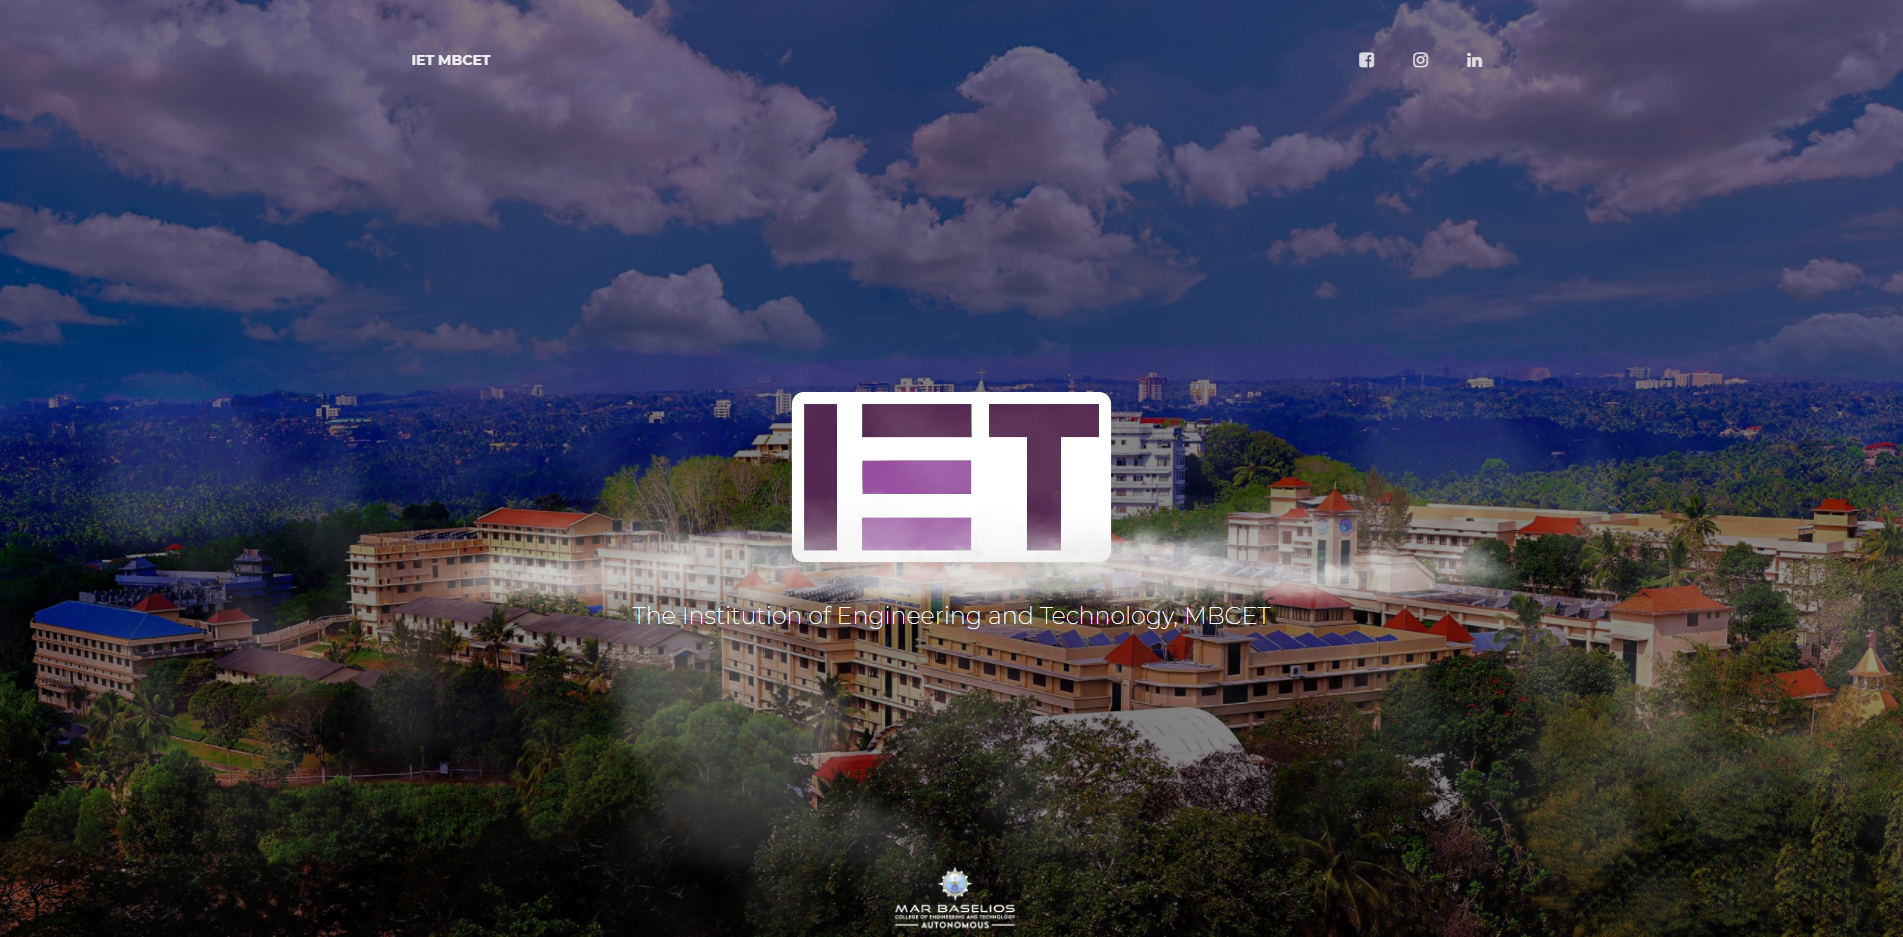 IET MBCET
IET
The Institution of Engineering and Technology, MBCET
MAR BASELIOS
COLLEGE OF ENGINEERING AND TECHNOLOGY
AUTONOMOUS